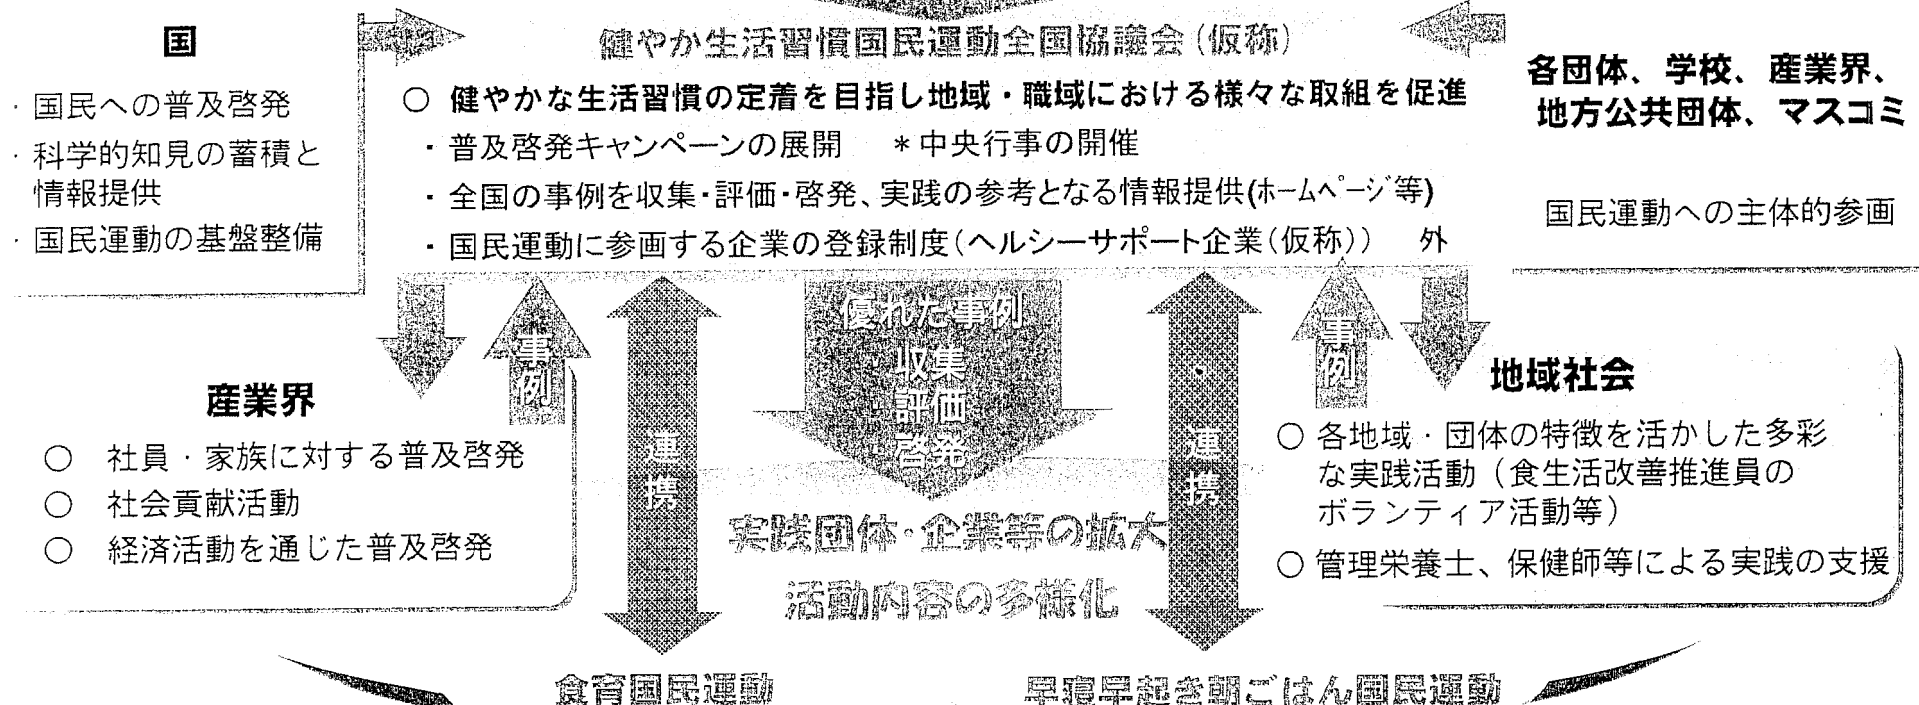 国
・国民への普及啓発
・科学的知見の蓄積と
情報提供
・国民運動の基盤整備
健やか生活習慣国民運動全国協議会（仮称）
○ 健やかな生活習慣の定着を目指し地域・職域における様々な取組を促進
・普及啓発キャンペーンの展開　＊中央行事の開催
・全国の事例を収集・評価・啓発、実践の参考となる情報提供(ﾎｰﾑﾍﾟｰｼﾞ等)
・国民運動に参画する企業の登録制度（ヘルシーサポート企業（仮称））　外
各団体、学校、産業界、
地方公共団体、マスコミ
国民運動への主体的参画
事例
連携
優れた事例
収集
評価
啓発
連携
事例
産業界
○ 社員・家族に対する普及啓発
○ 社会貢献活動
○ 経済活動を通じた普及啓発
地域社会
○ 各地域・団体の特徴を活かした多彩
な実践活動（食生活改善推進員の
ボランティア活動等）
○ 管理栄養士、保健師等による実践の支援
実践団体・企業等の拡大
活動内容の多様化
食育国民運動
早寝早起き朝ごはん国民運動